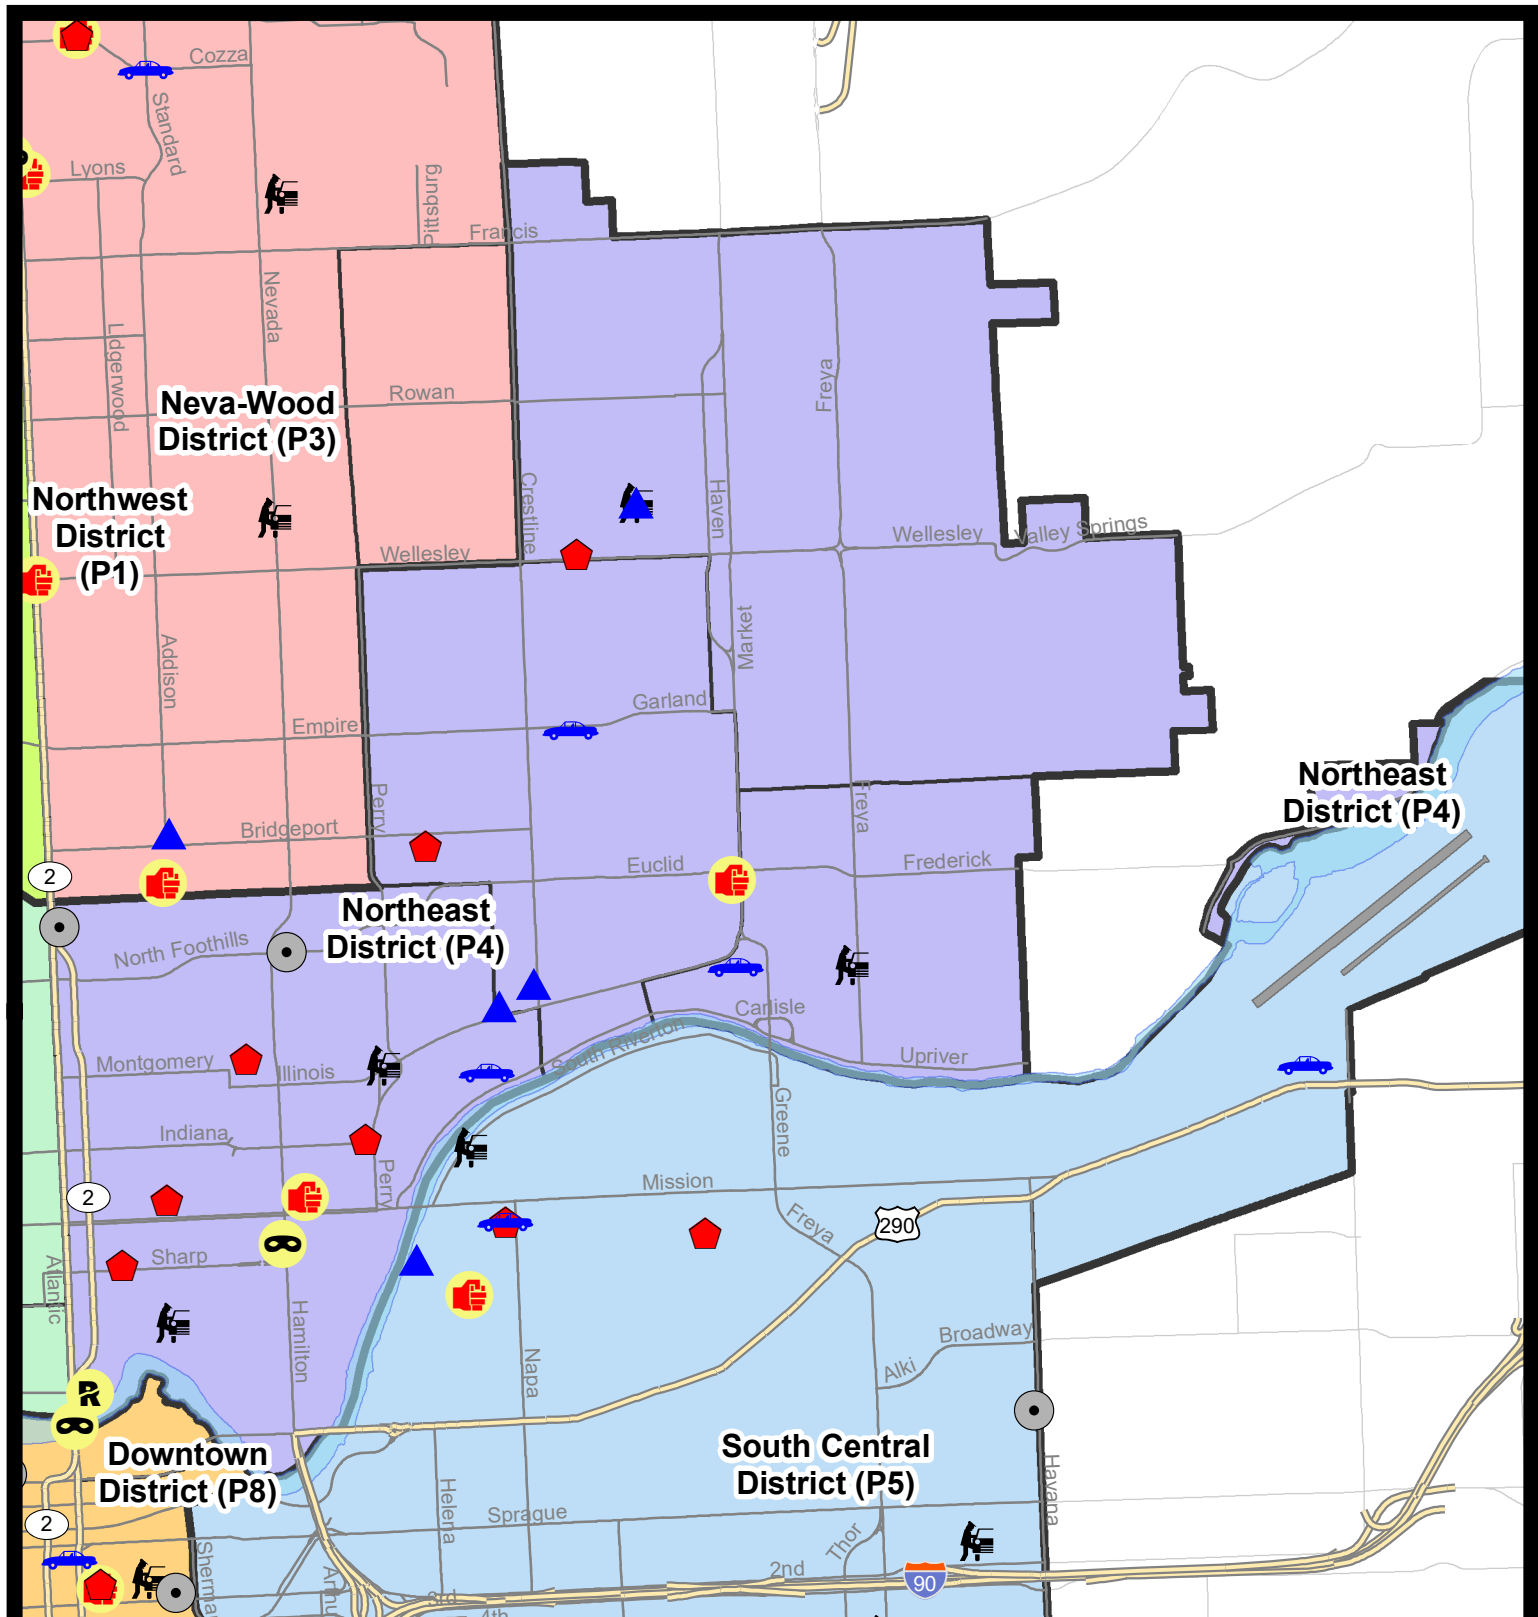 Cozza
Standard
Lyons
Pittsburg
Francis
Nevada
Lidgerwood
Freya
Rowan
Neva-Wood
District (P3)
Northwest
District
(P1)
Crestline
Haven
Wellesley
Wellesley
Valley Springs
Addison
Market
Garland
Empire
Perry
Freya
Northeast
District (P4)
Bridgeport
Euclid
Frederick
2
Northeast
District (P4)
North Foothills
Carlisle
South Riverton
Upriver
Montgomery
Illinois
Greene
Indiana
Perry
Mission
2
Freya
290
Sharp
Atlantic
Hamilton
Napa
Broadway
Alki
R
Downtown
District (P8)
South Central
District (P5)
Havana
Helena
Sprague
2
Thor
2nd
90
3rd
4th